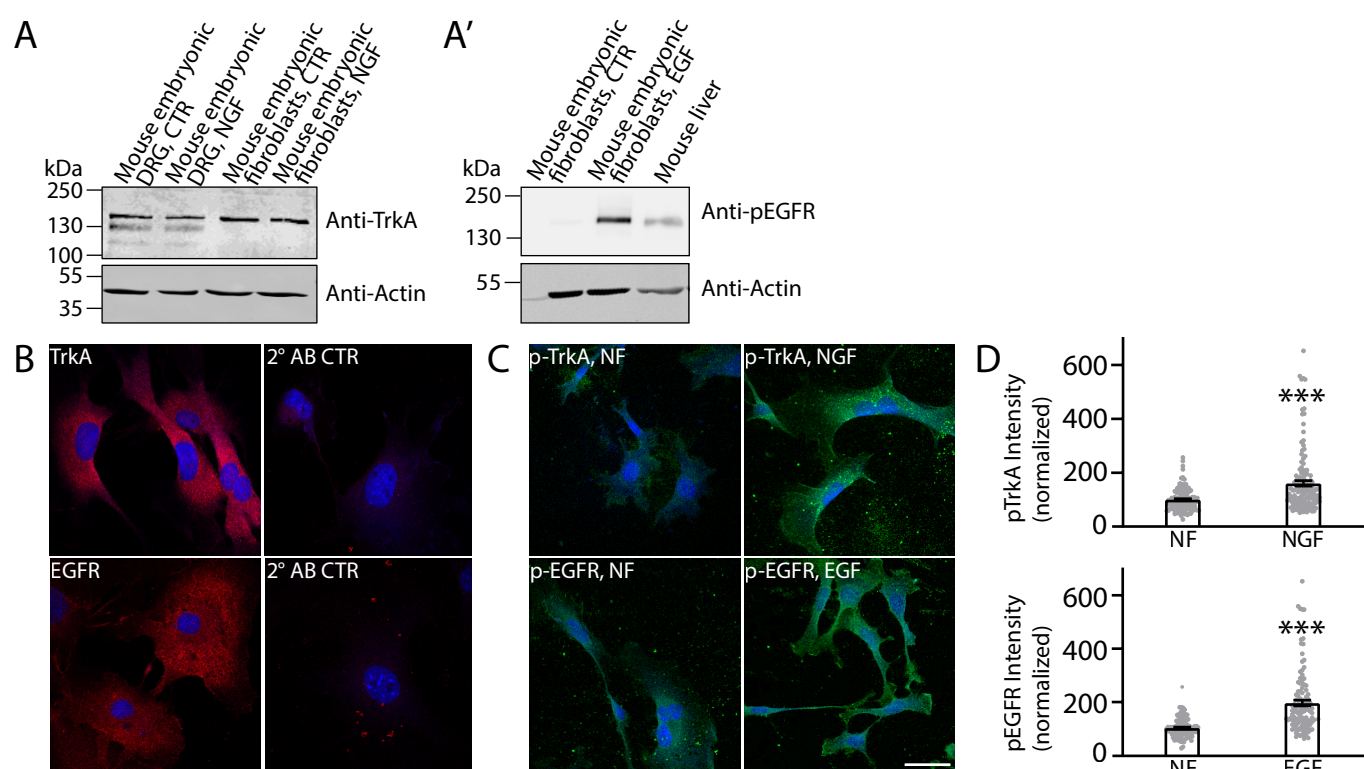 A
Mouse embryonic
DRG, CTR
Mouse embryonic
DRG, NGF
Mouse embryonic
fibroblasts, CTR
Mouse embryonic
fibroblasts, NGF
kDa
250
130
100
55
35
Anti-TrkA
Anti-Actin
A'
Mouse embryonic
fibroblasts, CTR
Mouse embryonic
fibroblasts, EGF
Mouse liver
kDa
250
130
55
Anti-pEGFR
Anti-Actin
B
TrkA
2° AB CTR
EGFR
2° AB CTR
C
p-TrkA, NF
p-TrkA, NGF
p-EGFR, NF
p-EGFR, EGF
D
pTrkA Intensity
(normalized)
600
400
200
0
***
NF
NGF
pEGFR Intensity
(normalized)
600
400
200
0
***
NF
EGF